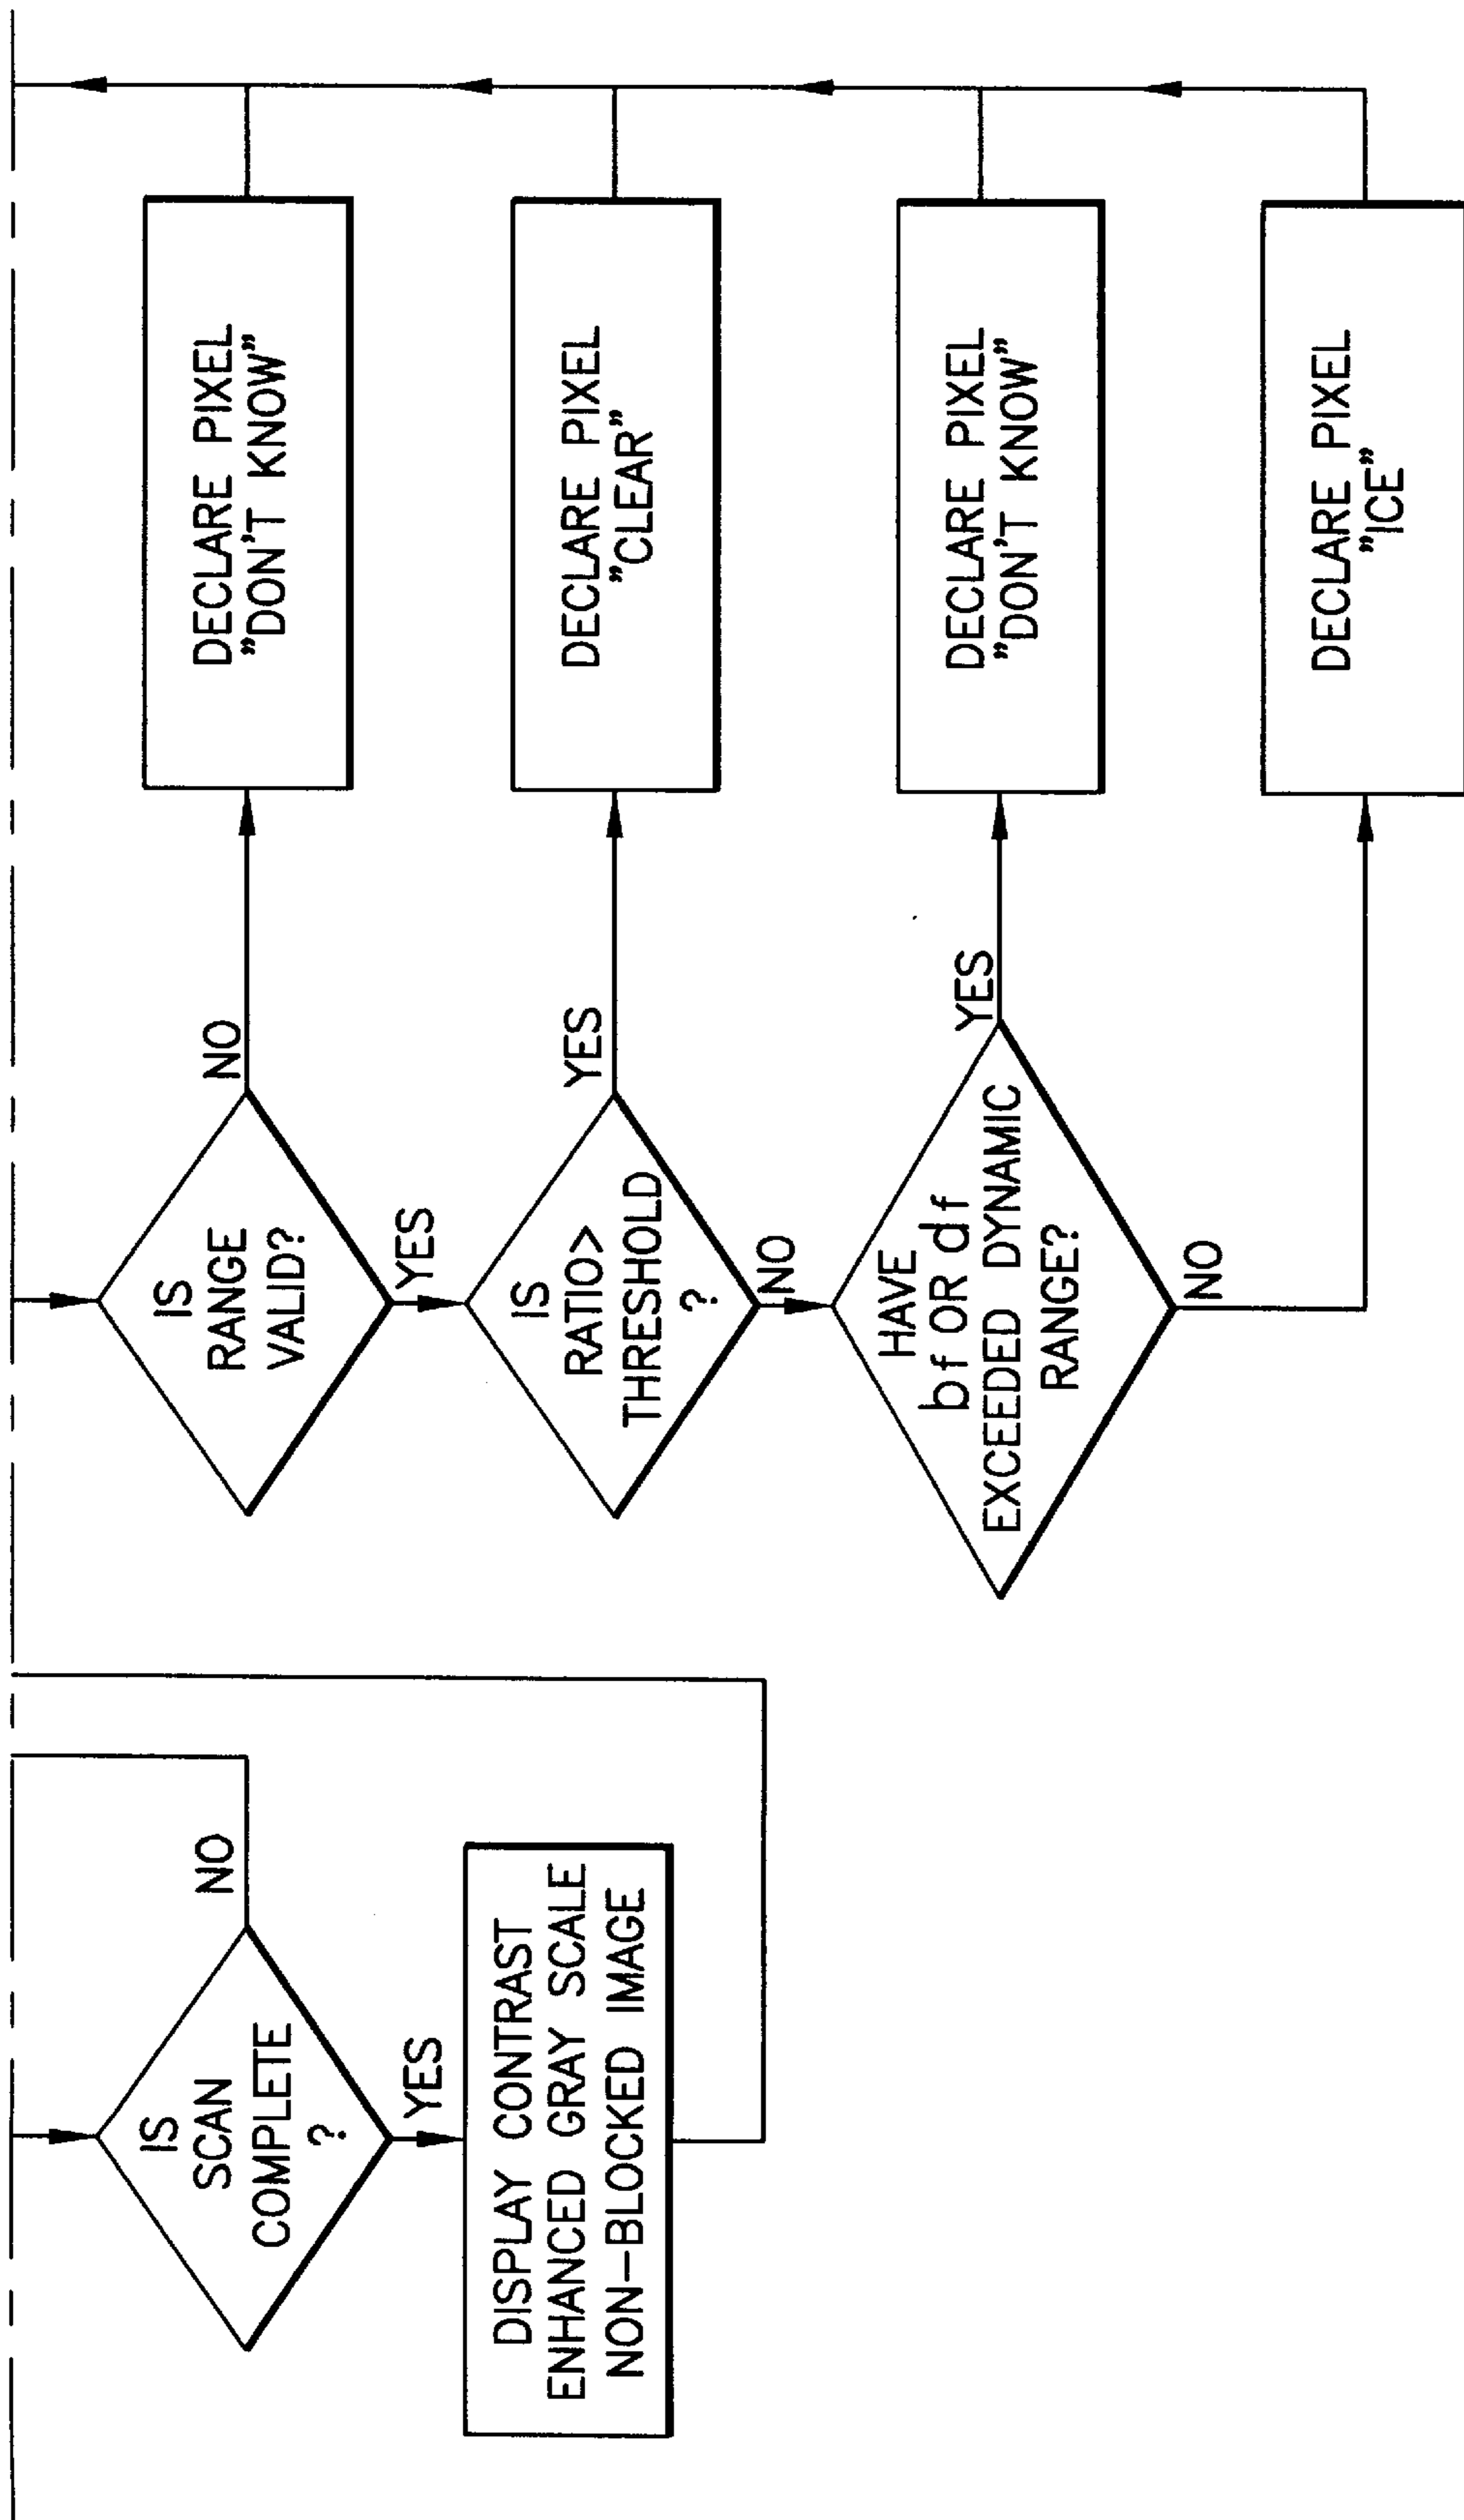 IS
SCAN
COMPLETE
?
NO
YES
DISPLAY CONTRAST
ENHANCED GRAY SCALE
NON-BLOCKED IMAGE
IS
RANGE
VALID?
NO
YES
DECLARE PIXEL
"DON'T KNOW"
IS
RATIO>
THRESHOLD
?
YES
NO
DECLARE PIXEL
"CLEAR"
HAVE
bf OR df
EXCEEDED DYNAMIC
RANGE?
YES
NO
DECLARE PIXEL
"DON'T KNOW"
DECLARE PIXEL
"ICE"